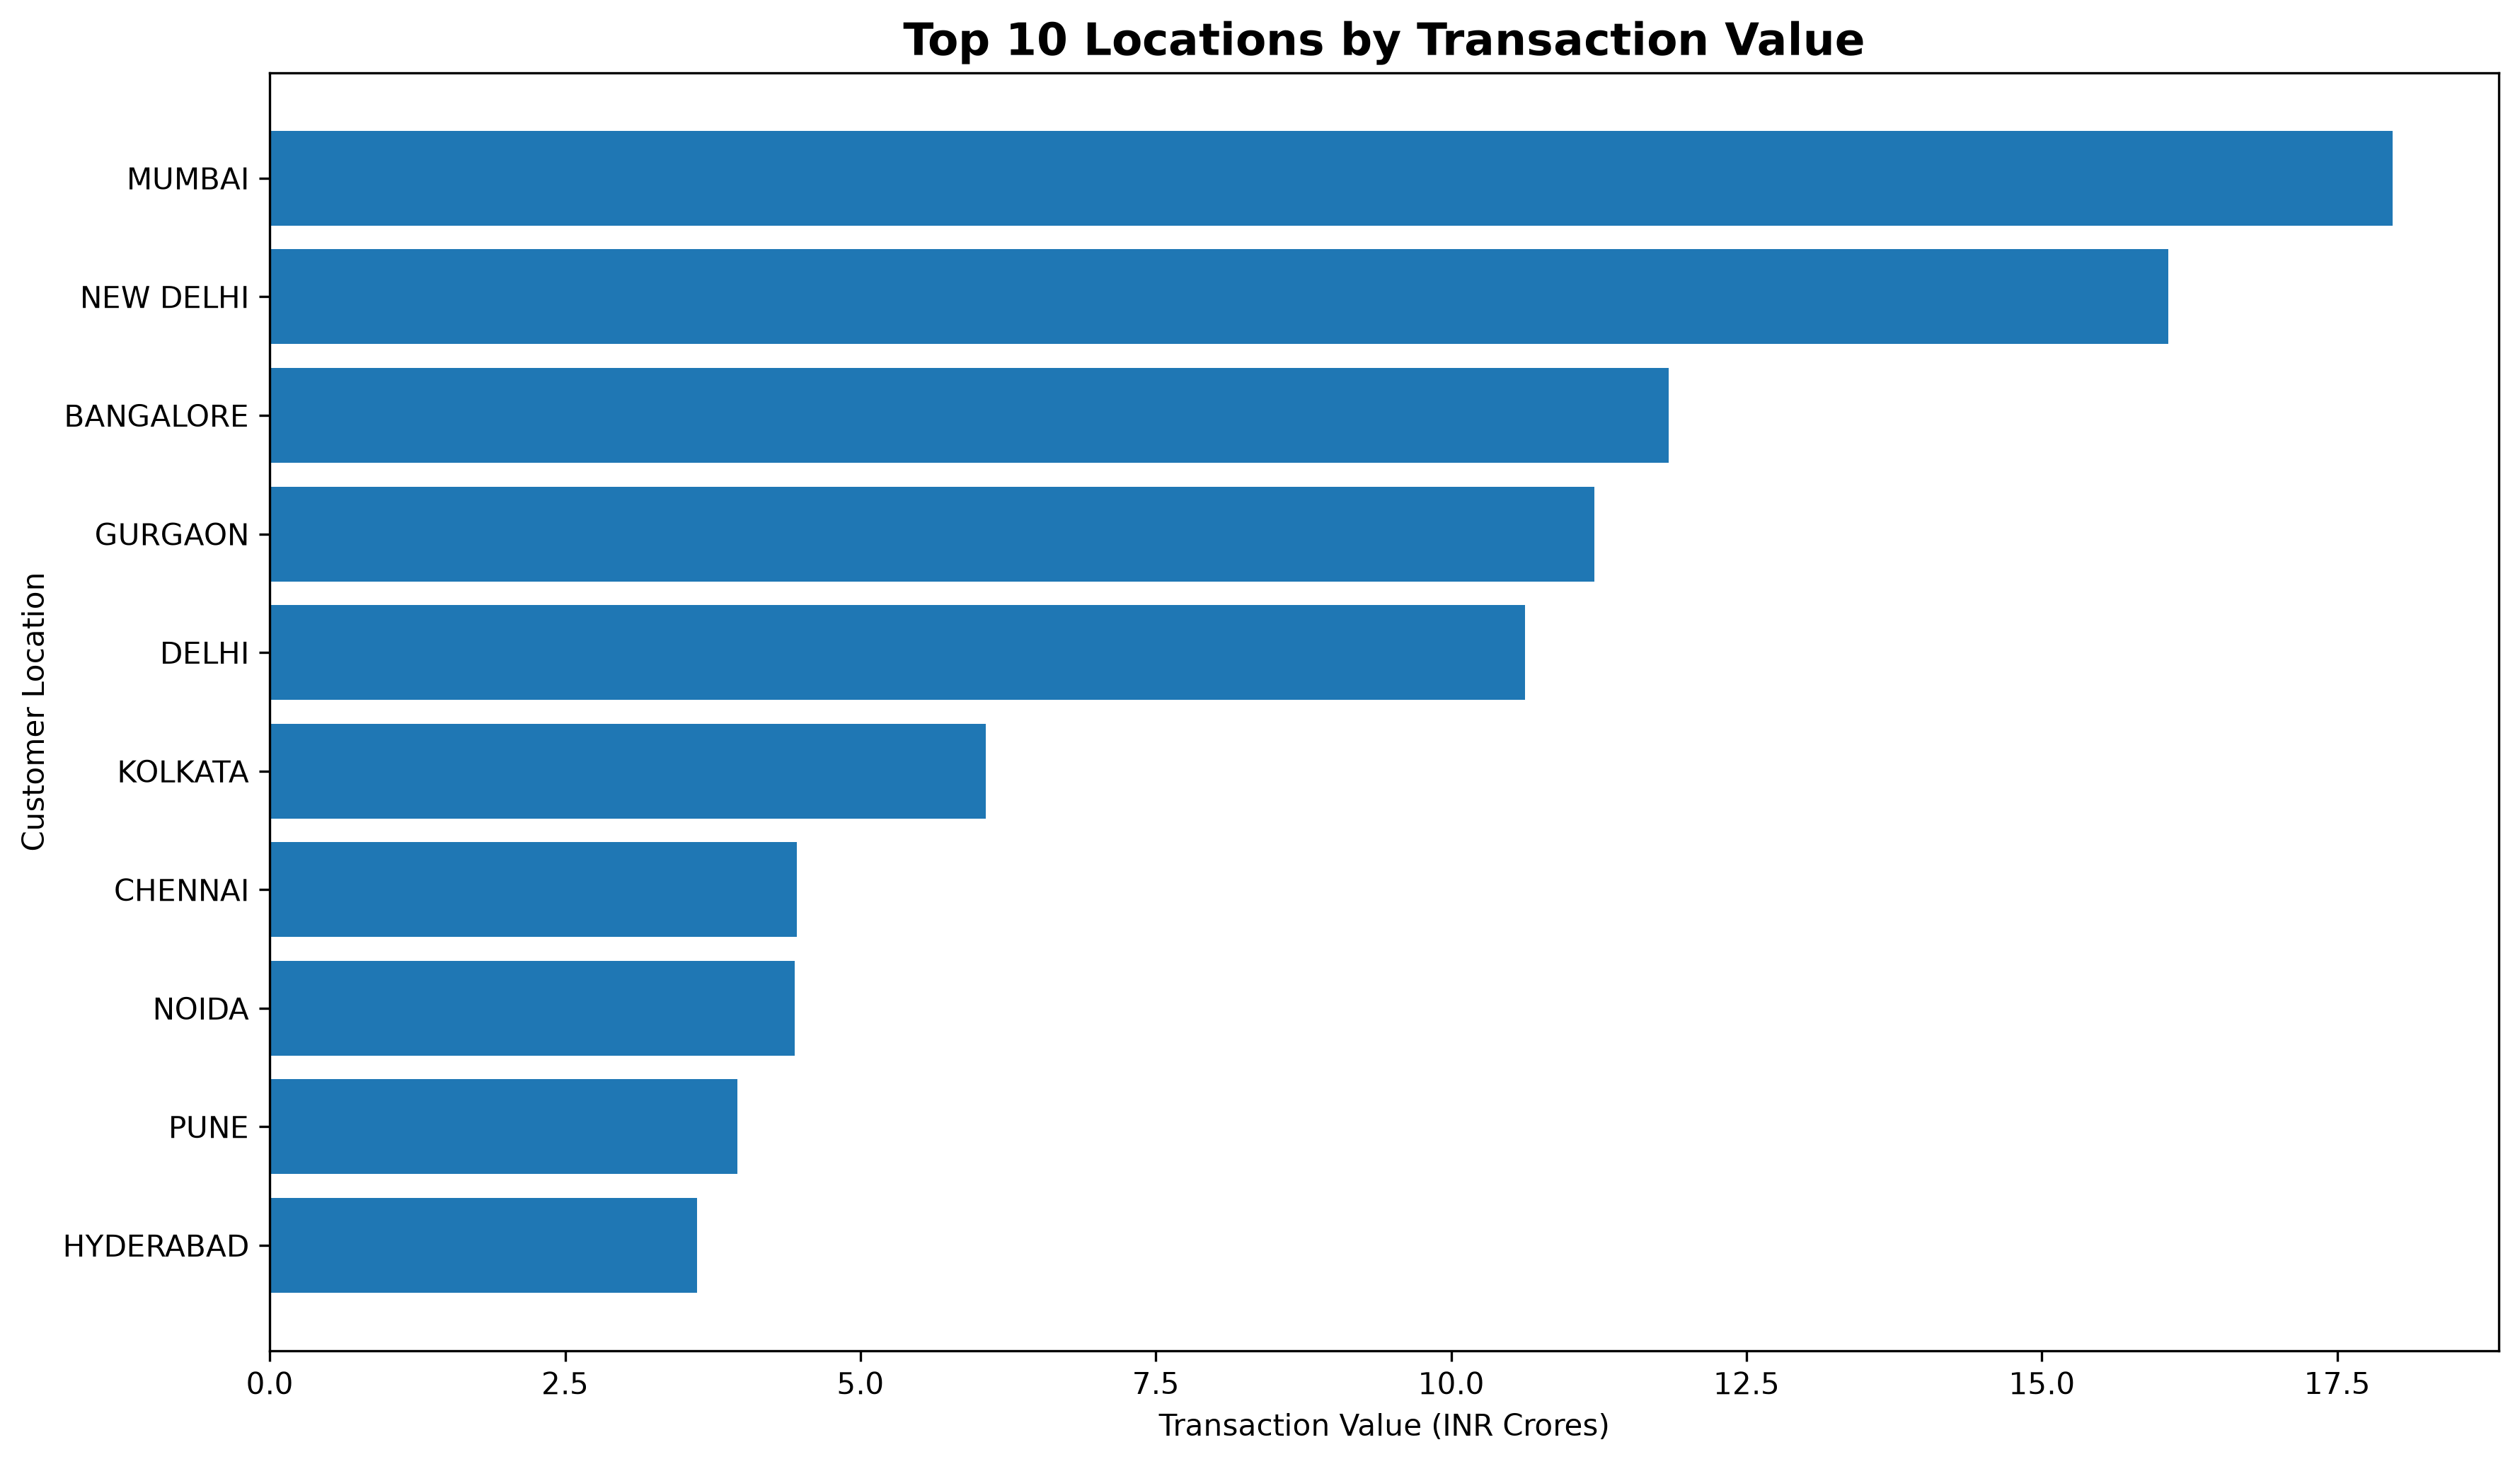 Top 10 Locations by Transaction Value
MUMBAI
NEW DELHI
BANGALORE
GURGAON
DELHI
KOLKATA
CHENNAI
NOIDA
PUNE
HYDERABAD
Customer Location
0.0 2.5 5.0 7.5 10.0 12.5 15.0 17.5
Transaction Value (INR Crores)